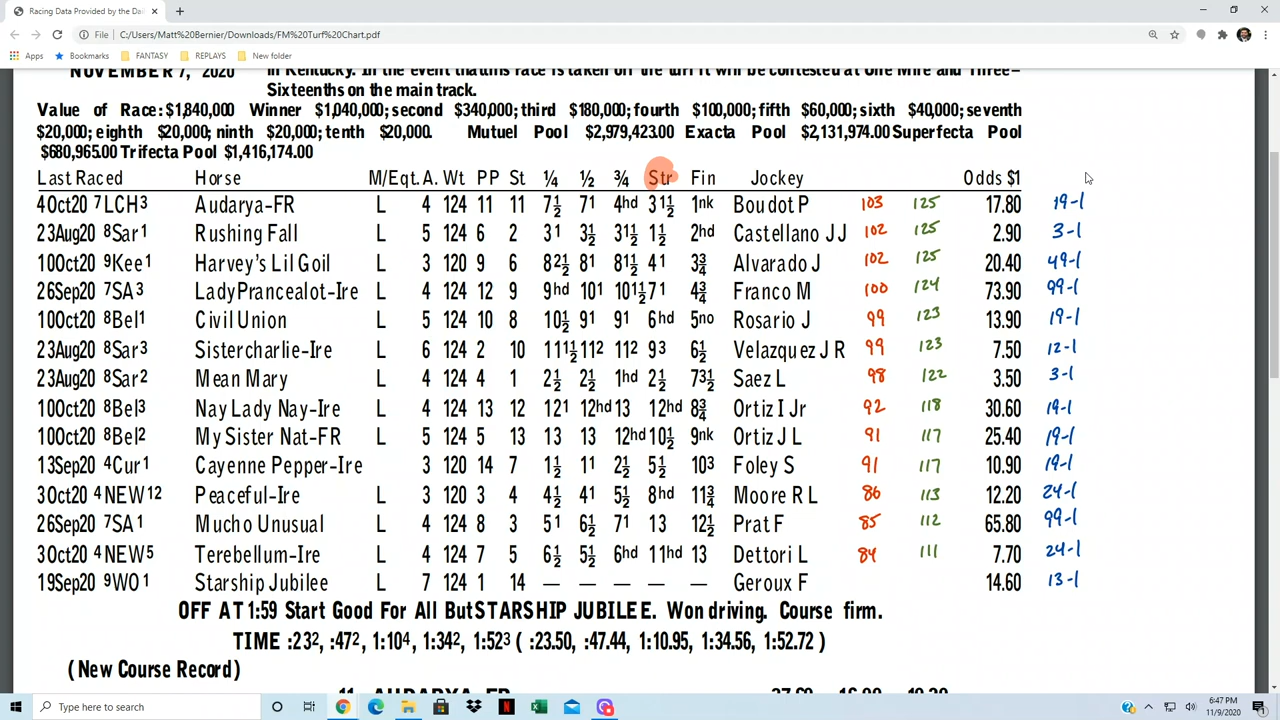 Racing Data Provided by the Dai
File | C:/Users/Matt%20Bernier/Downloads/FM%20Turf%20Chart.pdf
Apps Bookmarks FANTASY REPLAYS New folder
NOVEMBER 7, 2020 in Kentucky. In the event that this race is taken off the turf it will be contested at One Mile and Three-
Sixteenths on the main track.
Value of Race: $1,840,000 Winner $1,040,000; second $340,000; third $180,000; fourth $100,000; fifth $60,000; sixth $40,000; seventh
$20,000; eighth $20,000; ninth $20,000; tenth $20,000. Mutuel Pool $2,979,423.00 Exacta Pool $2,131,974.00 Superfecta Pool
$680,965.00 Trifecta Pool $1,416,174.00
Last Raced Horse M/Eqt. A. Wt PP St ¼ ½ ¾ Str Fin Jockey Odds $1
4Oct20 7LCH3 Audarya-FR L 4 124 11 11 7½ 71 4hd 31½ 1nk Boudot P 103 125 17.80 19-1
23Aug20 8Sar1 Rushing Fall L 5 124 6 2 31 3½ 31½ 1½ 2hd Castellano J J 102 125 2.90 3-1
10Oct20 9Kee1 Harvey's Lil Goil L 3 120 9 6 82½ 81 81½ 41 3¾ Alvarado J 102 125 20.40 49-1
26Sep20 7SA3 Lady Prancealot-Ire L 4 124 12 9 9hd 101 101½ 71 4¾ Franco M 100 124 73.90 99-1
10Oct20 8Bel1 Civil Union L 5 124 10 8 10½ 91 91 6hd 5no Rosario J 99 123 13.90 19-1
23Aug20 8Sar3 Sistercharlie-Ire L 6 124 2 10 111½ 112 112 93 6½ Velazquez J R 99 123 7.50 12-1
23Aug20 8Sar2 Mean Mary L 4 124 4 1 2½ 2½ 1hd 2½ 73½ Saez L 98 122 3.50 3-1
10Oct20 8Bel3 Nay Lady Nay-Ire L 4 124 13 12 121 12hd 13 12hd 8¾ Ortiz I Jr 92 118 30.60 19-1
10Oct20 8Bel2 My Sister Nat-FR L 5 124 5 13 13 13 12hd 10½ 9nk Ortiz J L 91 117 25.40 19-1
13Sep20 4Cur1 Cayenne Pepper-Ire 3 120 14 7 1½ 11 2½ 5½ 103 Foley S 91 117 10.90 19-1
3Oct20 4NEW12 Peaceful-Ire L 3 120 3 4 4½ 41 5½ 8hd 11¾ Moore R L 86 113 12.20 24-1
26Sep20 7SA1 Mucho Unusual L 4 124 8 3 51 6½ 71 13 12½ Prat F 85 112 65.80 99-1
3Oct20 4NEW5 Terebellum-Ire L 4 124 7 5 6½ 5½ 6hd 11hd 13 Dettori L 84 111 7.70 24-1
19Sep20 9WO1 Starship Jubilee L 7 124 1 14 — — — — — Geroux F 14.60 13-1
OFF AT 1:59 Start Good For All But STARSHIP JUBILEE. Won driving. Course firm.
TIME :232, :472, 1:104, 1:342, 1:523 ( :23.50, :47.44, 1:10.95, 1:34.56, 1:52.72 )
(New Course Record)
11 AUDARYA-FR
Type here to search
6:47 PM
11/9/2020